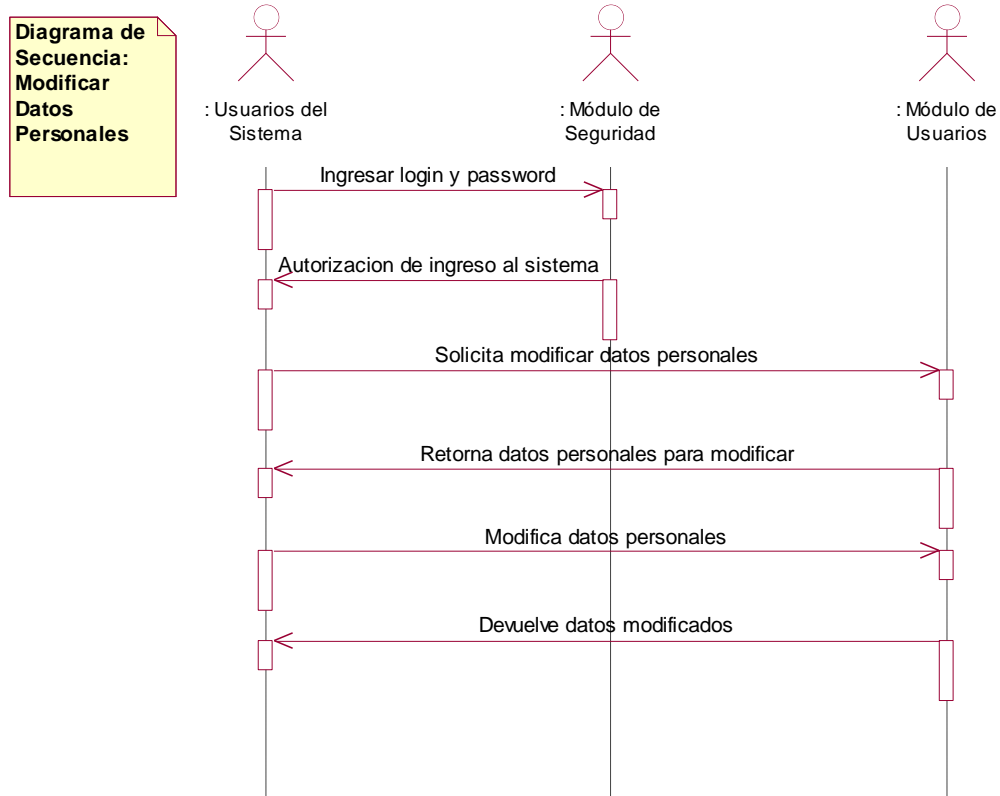 Diagrama de
Secuencia:
Modificar
Datos
Personales
: Usuarios del
Sistema
: Módulo de
Seguridad
: Módulo de
Usuarios
Ingresar login y password
Autorizacion de ingreso al sistema
Solicita modificar datos personales
Retorna datos personales para modificar
Modifica datos personales
Devuelve datos modificados